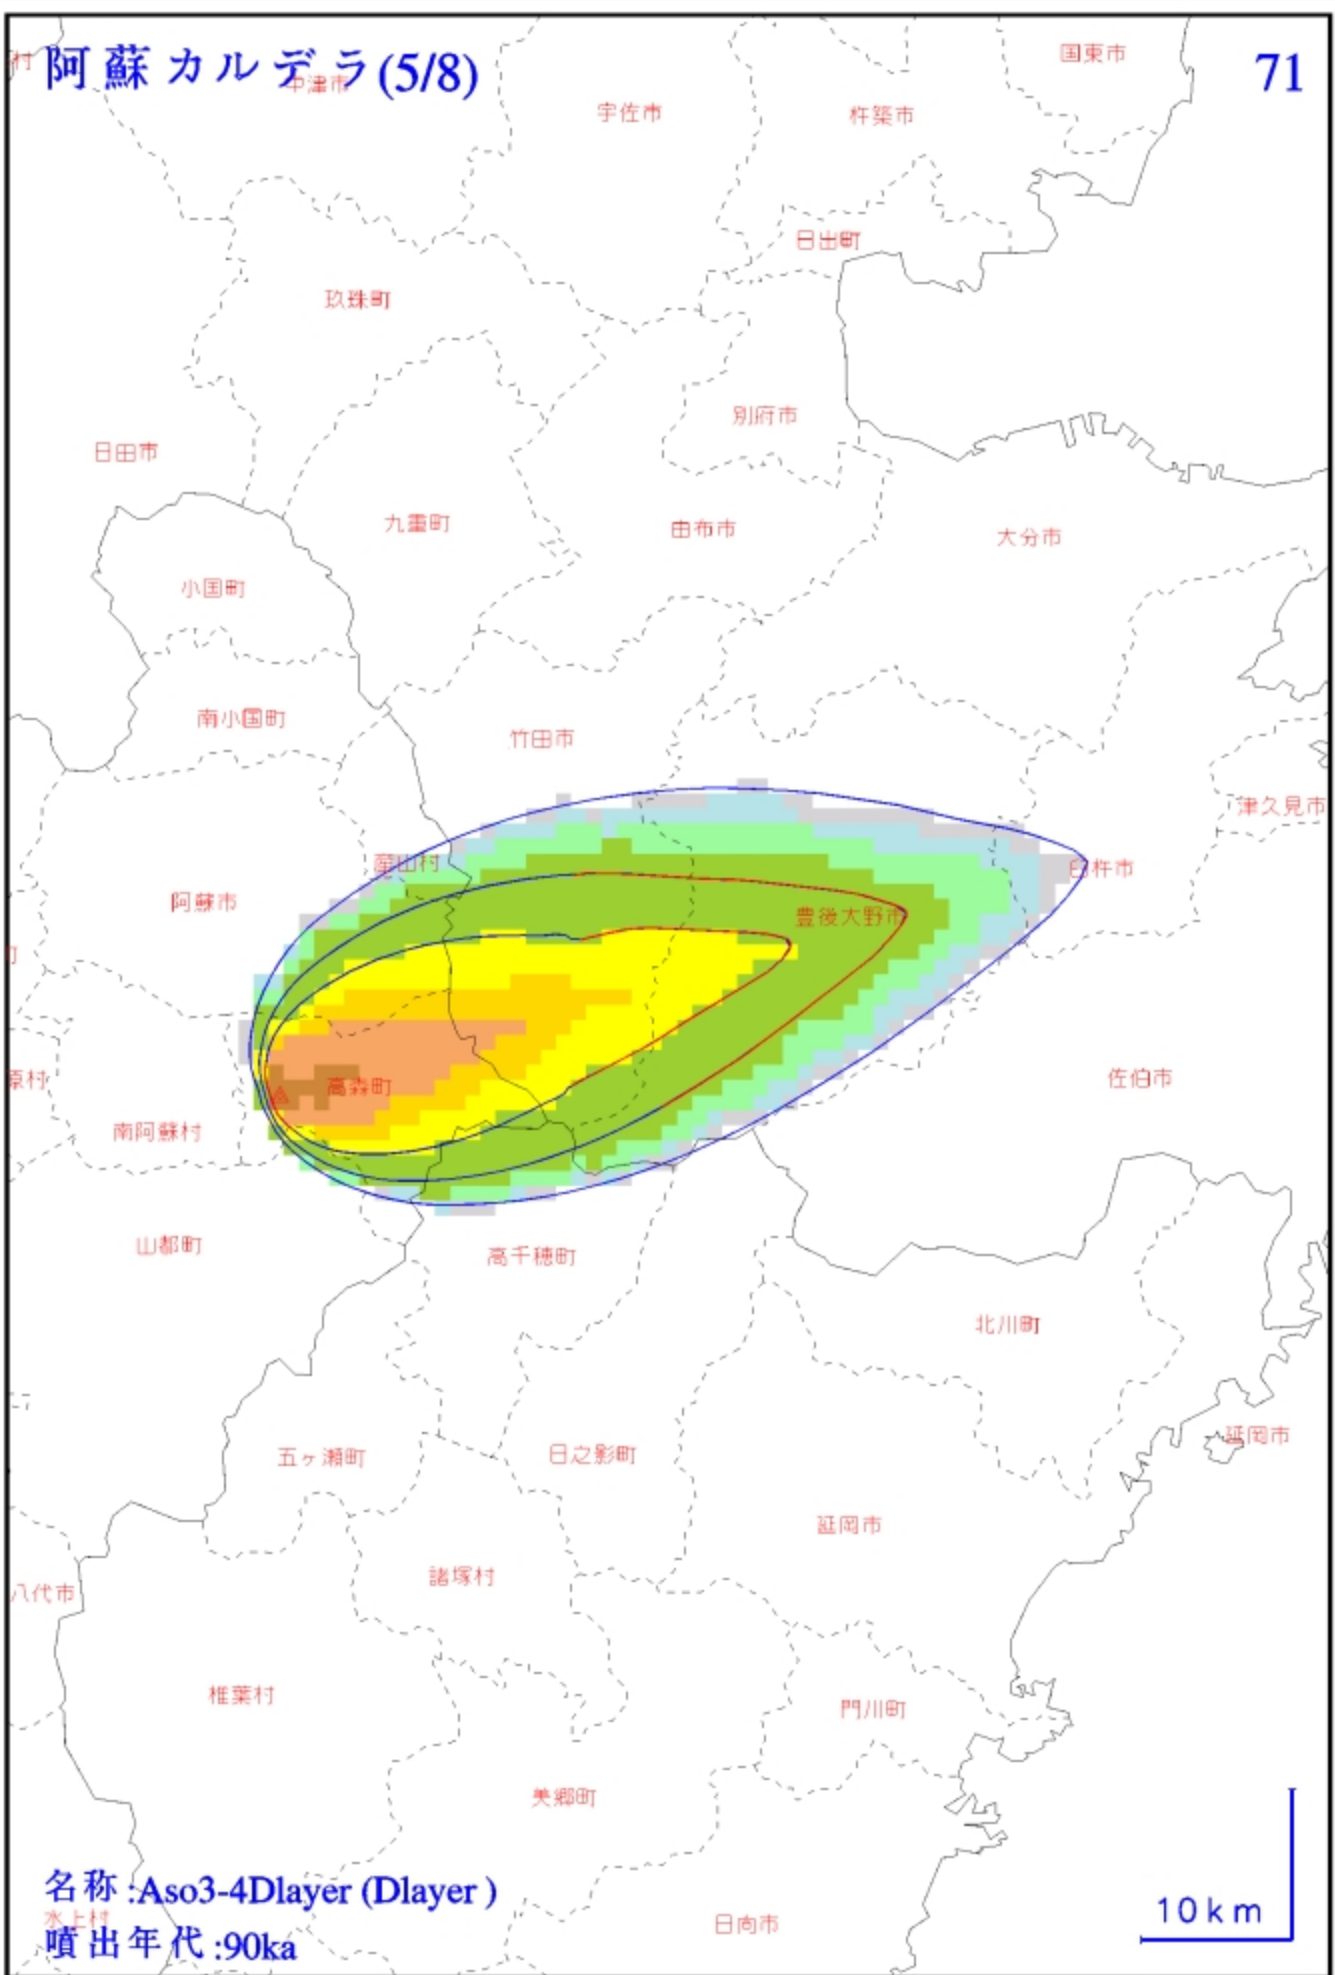 阿蘇カルデラ(5/8)
71
村
中津市
国東市
宇佐市
杵築市
日出町
玖珠町
別府市
日田市
九重町
由布市
大分市
小国町
南小国町
竹田市
津久見市
産山村
臼杵市
阿蘇市
豊後大野市
町
原村
高森町
佐伯市
南阿蘇村
山都町
高千穂町
北川町
延岡市
五ヶ瀬町
日之影町
延岡市
諸塚村
八代市
椎葉村
門川町
美郷町
名称:Aso3-4Dlayer (Dlayer )
10km
水上村
日向市
噴出年代:90ka